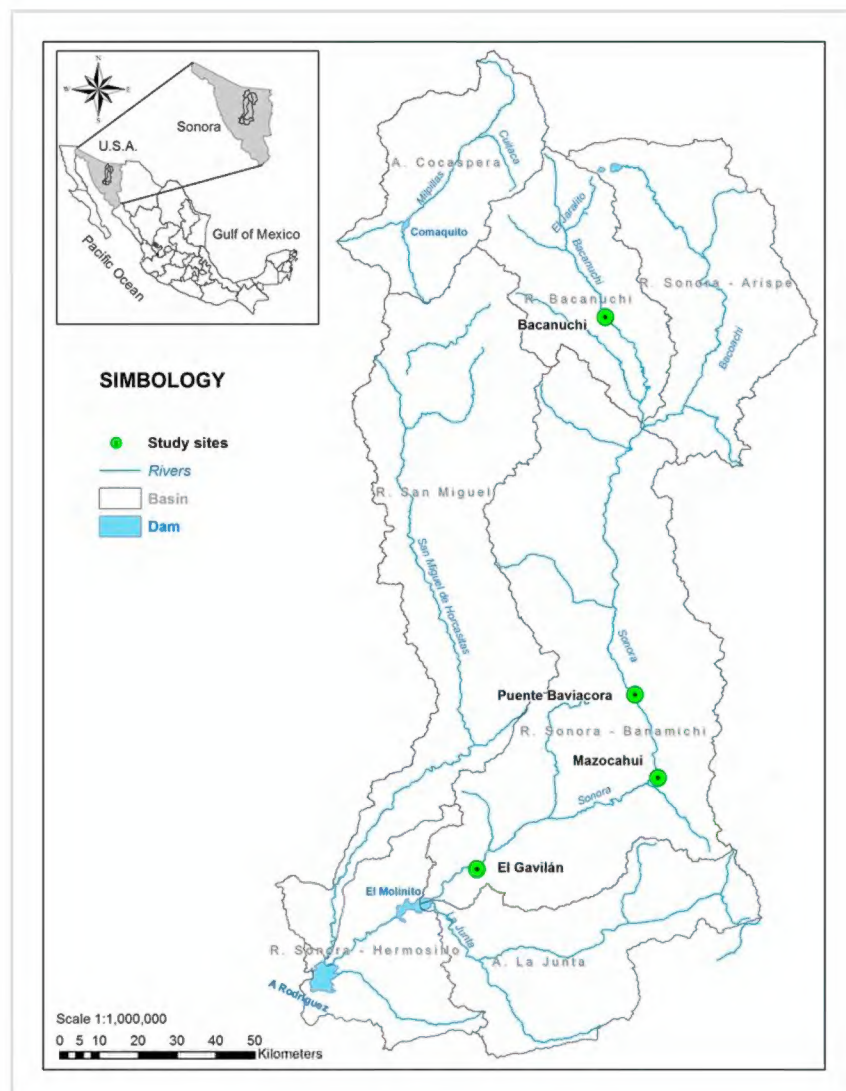 N
W
E
S
Sonora
U.S.A.
Gulf of Mexico
Pacific Ocean
SIMBOLOGY
Study sites
Rivers
Basin
Dam
Scale 1:1,000,000
0 5 10 20 30 40 50
Kilometers
A. Cocaspera
Cuitaca
Milpillas
Comaquito
El Jaralito
Bacanuchi
R. Bacanuchi
Bacanuchi
R. Sonora - Arispe
Bacoachi
R. San Miguel
San Miguel de Horcasitas
Sonora
Puente Baviacora
R. Sonora - Banamichi
Mazocahui
Sonora
El Gavilán
El Molinito
La Junta
R. Sonora - Hermosillo
A. La Junta
A Rodríguez